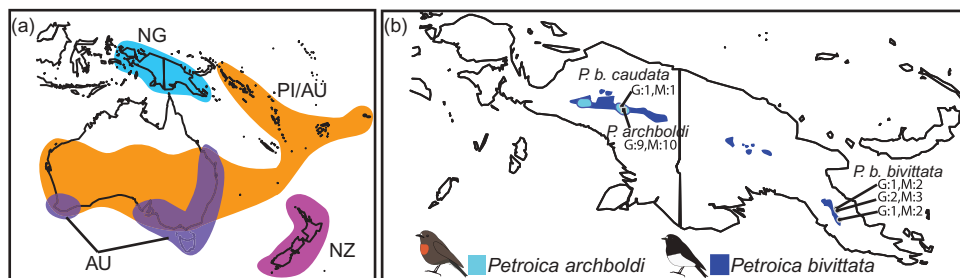 (a)
NG
PI/AU
AU
NZ
(b)
P. b. caudata
G:1,M:1
P. archboldi
G:9,M:10
P. b. bivittata
G:1,M:2
G:2,M:3
G:1,M:2
Petroica archboldi
Petroica bivittata